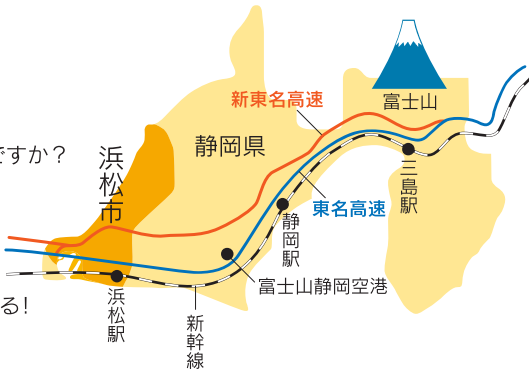 富士山
新東名高速
静岡県
ですか？
浜松市
三島駅
東名高速
静岡駅
富士山静岡空港
浜松駅
る!
新幹線